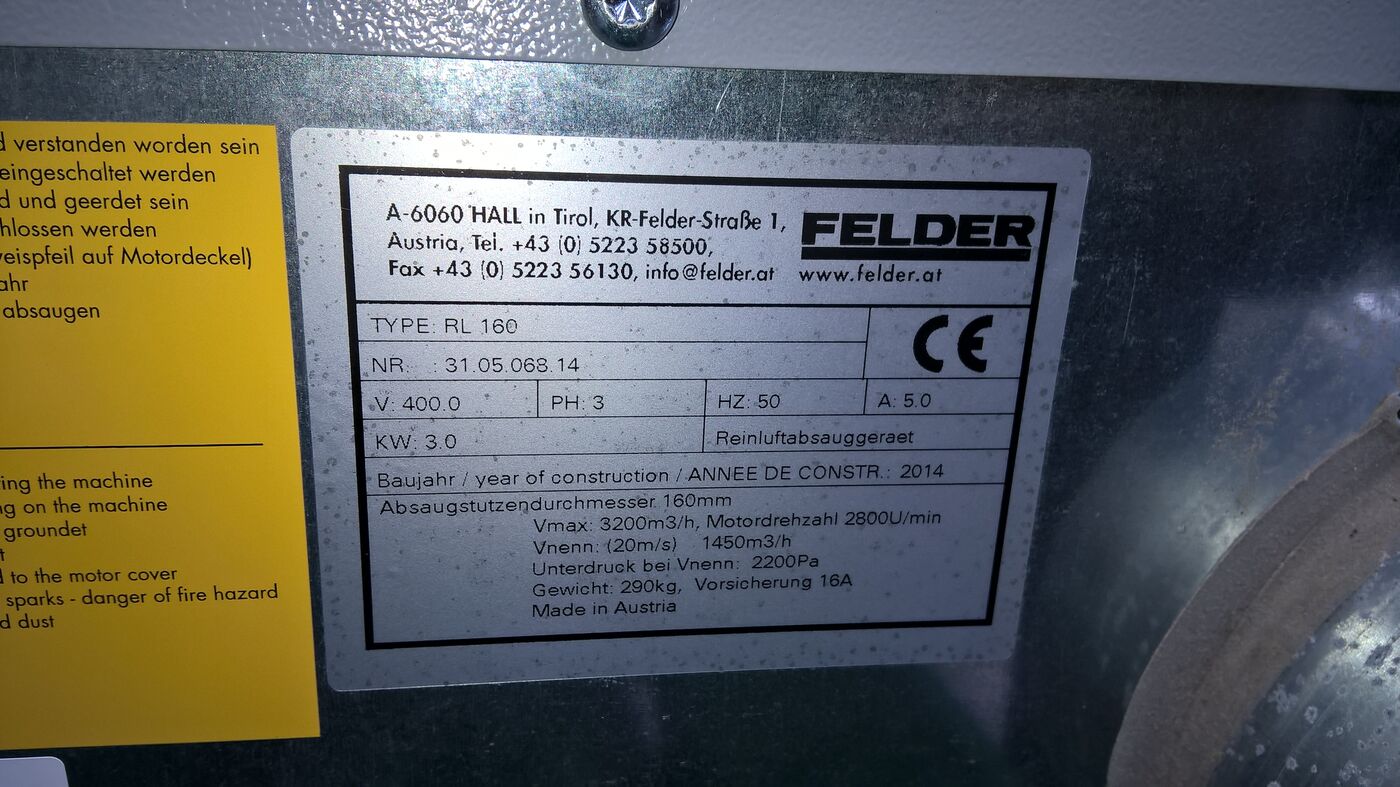 d verstanden worden sein
eingeschaltet werden
d und geerdet sein
hlossen werden
eispfeil auf Motordeckel)
ahr
absaugen
ing the machine
ng on the machine
groundet
t
d to the motor cover
sparks - danger of fire hazard
d dust
A-6060 HALL in Tirol, KR-Felder-Straße 1,
Austria, Tel. +43 (0) 5223 58500,
Fax +43 (0) 5223 56130, info@felder.at
FELDER
www.felder.at
TYPE: RL 160
CE
NR. : 31.05.068.14
V: 400.0 PH: 3 HZ: 50 A: 5.0
KW: 3.0 Reinluftabsauggeraet
Baujahr / year of construction / ANNEE DE CONSTR.: 2014
Absaugstutzendurchmesser 160mm
Vmax: 3200m3/h, Motordrehzahl 2800U/min
Vnenn: (20m/s) 1450m3/h
Unterdruck bei Vnenn: 2200Pa
Gewicht: 290kg, Vorsicherung 16A
Made in Austria